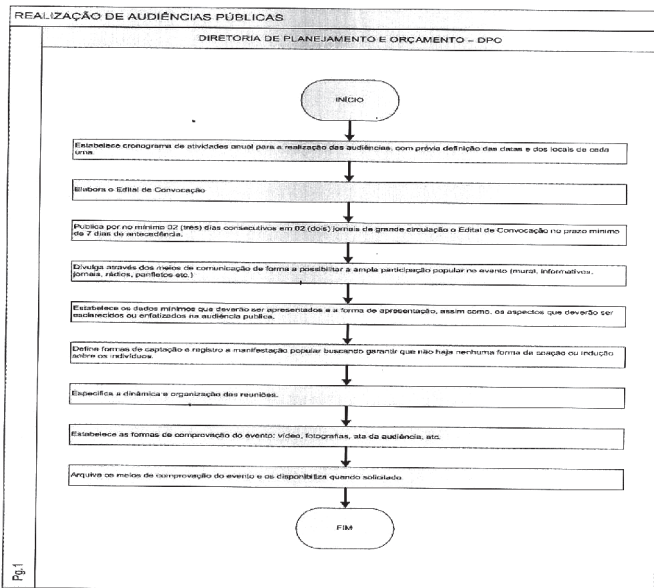 REALIZAÇÃO DE AUDIÊNCIAS PÚBLICAS
DIRETORIA DE PLANEJAMENTO E ORÇAMENTO – DPO
INÍCIO
Estabelece cronograma de atividades anual para a realização das audiências, com prévia definição das datas e dos locais de cada
uma.
Elabora o Edital de Convocação
Publica por no mínimo 02 (três) dias consecutivos em 02 (dois) jornais de grande circulação o Edital de Convocação no prazo mínimo
de 7 dias de antecedência.
Divulga através dos meios de comunicação de forma a possibilitar a ampla participação popular no evento (mural, informativos,
jornais, rádios, panfletos etc.)
Estabelece os dados mínimos que deverão ser apresentados e a forma de apresentação, assim como, os aspectos que deverão ser
esclarecidos ou enfatizados na audiência publica.
Define formas de captação e registro a manifestação popular buscando garantir que não haja nenhuma forma de coação ou indução
sobre os indivíduos.
Especifica a dinâmica e organização das reuniões.
Estabelece as formas de comprovação do evento: vídeo, fotografias, ata da audiência, etc.
Arquiva os meios de comprovação do evento e os disponibiliza quando solicitado.
FIM
Pg.1